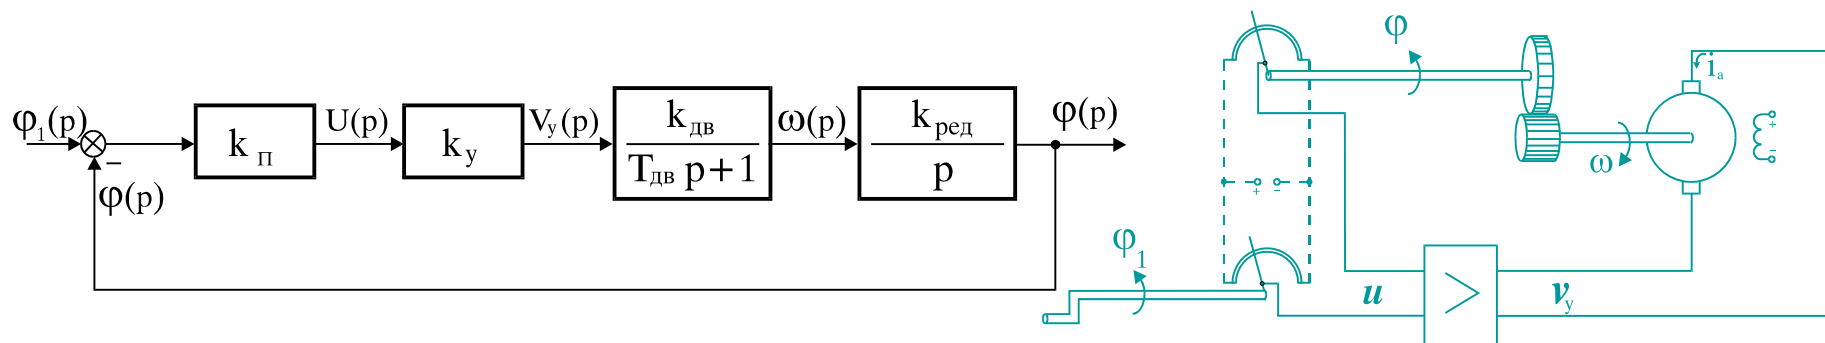 φ₁(p)
−
φ(p)
kп
U(p)
kу
Vу(p)
kдв
Tдв p+1
ω(p)
kред
p
φ(p)
φ
+ −
φ₁
u
>
vу
ω
iа
+
−